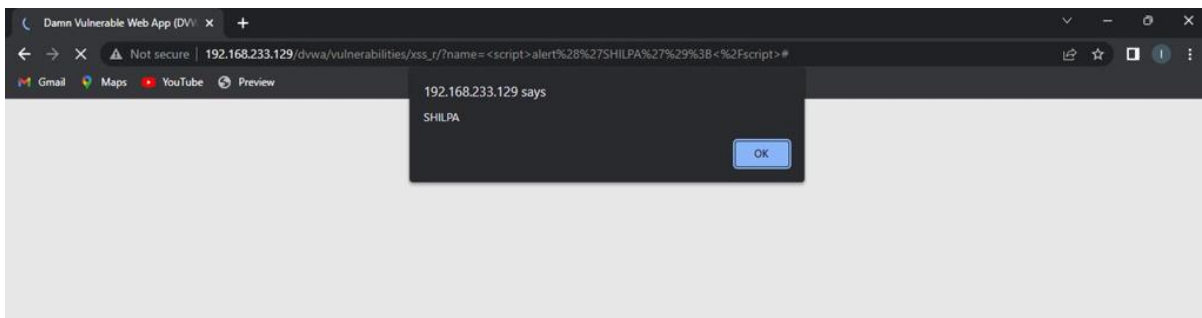 Damn Vulnerable Web App (DVW
Not secure | 192.168.233.129/dvwa/vulnerabilities/xss_r/?name=<script>alert%28%27SHILPA%27%29%3B<%2Fscript>#
Gmail Maps YouTube Preview
192.168.233.129 says
SHILPA
OK